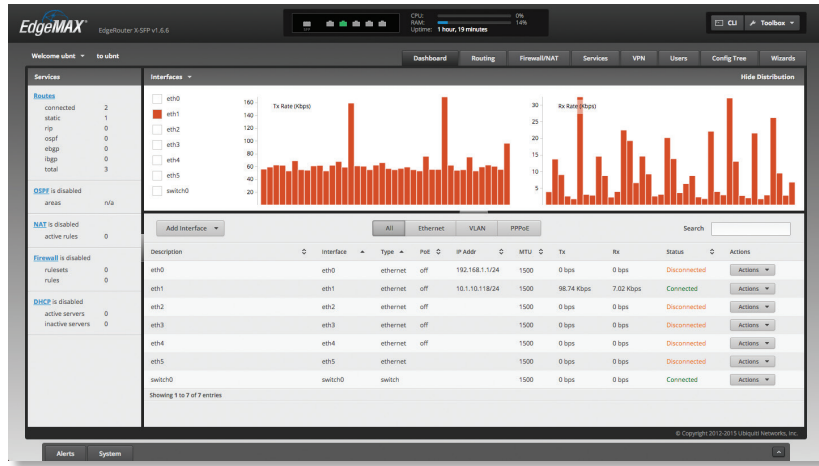 EdgeMAX EdgeRouter X-SFP v1.6.6
CPU: 0%
RAM: 14%
Uptime: 1 hour, 19 minutes
CLI Toolbox
Welcome ubnt to ubnt
Dashboard Routing Firewall/NAT Services VPN Users Config Tree Wizards
Services
Routes
connected 2
static 1
rip 0
ospf 0
ebgp 0
ibgp 0
total 3
OSPF is disabled
areas n/a
NAT is disabled
active rules 0
Firewall is disabled
rulesets 0
rules 0
DHCP is disabled
active servers 0
inactive servers 0
Interfaces Hide Distribution
eth0
eth1
eth2
eth3
eth4
eth5
switch0
Tx Rate (Kbps)
160
140
120
100
80
60
40
20
Rx Rate (Kbps)
30
25
20
15
10
5
Add Interface All Ethernet VLAN PPPoE Search
Description Interface Type PoE IP Addr MTU Tx Rx Status Actions
eth0 eth0 ethernet off 192.168.1.1/24 1500 0 bps 0 bps Disconnected Actions
eth1 eth1 ethernet off 10.1.10.118/24 1500 98.74 Kbps 7.02 Kbps Connected Actions
eth2 eth2 ethernet off 1500 0 bps 0 bps Disconnected Actions
eth3 eth3 ethernet off 1500 0 bps 0 bps Disconnected Actions
eth4 eth4 ethernet off 1500 0 bps 0 bps Disconnected Actions
eth5 eth5 ethernet 1500 0 bps 0 bps Disconnected Actions
switch0 switch0 switch 1500 0 bps 0 bps Connected Actions
Showing 1 to 7 of 7 entries
© Copyright 2012-2015 Ubiquiti Networks, Inc.
Alerts System